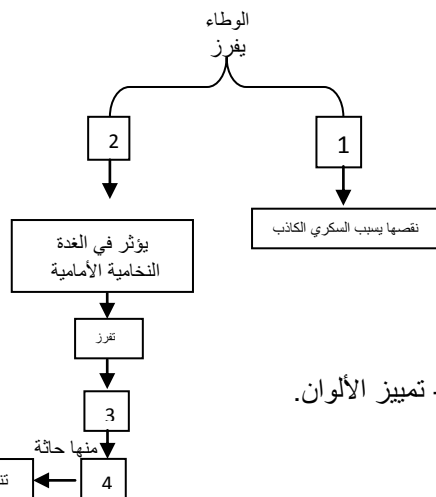 الوطاء
يفرز
1
2
نقصها يسبب السكري الكاذب
يؤثر في الغدة
النخامية الأمامية
تفرز
- تمييز الألوان.
3
منها حاثة
4